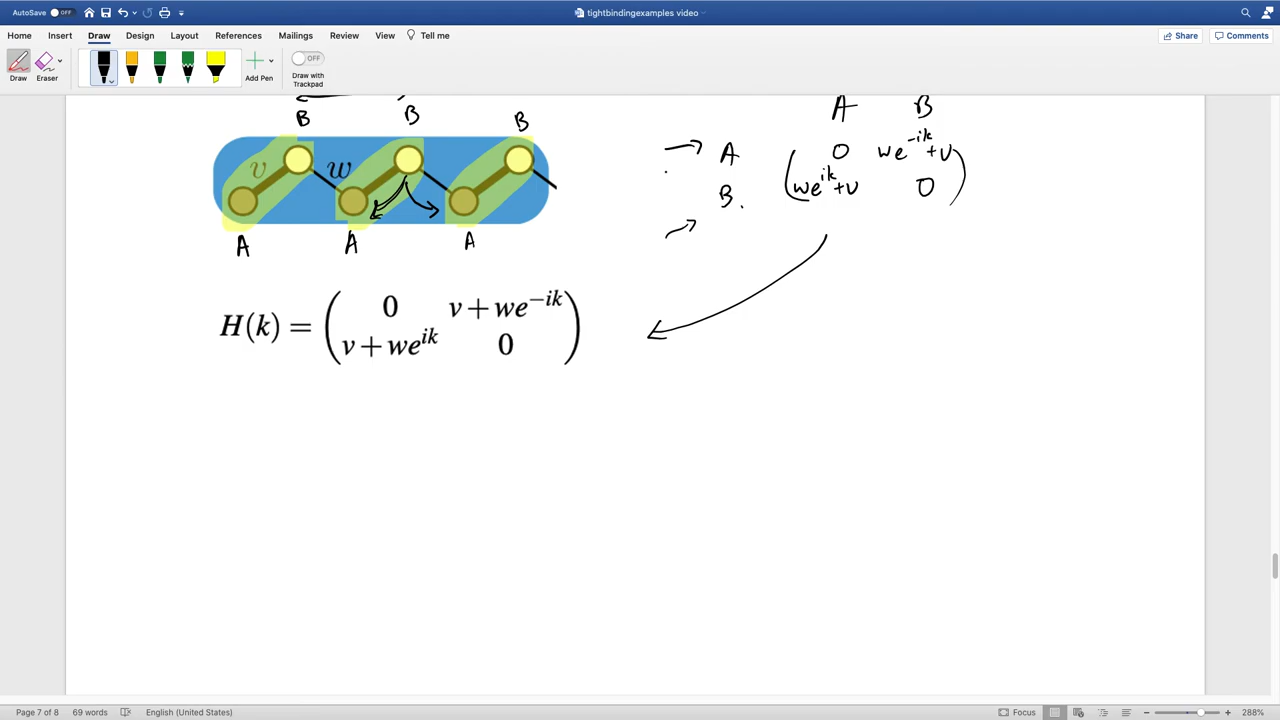 AutoSave OFF
tightbindingexamples video
Home Insert Draw Design Layout References Mailings Review View Tell me
Share Comments
OFF
Draw Eraser Add Pen Draw with
Trackpad
B B B
v w
A A A
A B
A 0 we^{-ik}+v
B we^{ik}+v 0
H(k) = ( 0 v + we^{-ik}
v + we^{ik} 0 )
Page 7 of 8 69 words English (United States) Focus 288%